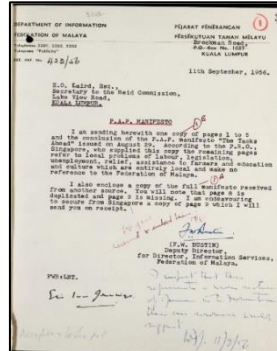 DEPARTMENT OF INFORMATION
FEDERATION OF MALAYA
PEJABAT PENERANGAN
PERSEKUTUAN TANAH MELAYU
Brockman Road,
P.O. Box No. 1057
KUALA LUMPUR
11th September, 1956.
H.O. Laird, Esq.,
Secretary to the Reid Commission,
Lake View Road,
KUALA LUMPUR
P.A.P. MANIFESTO
I am sending herewith one copy of pages 1 to 5
and the conclusion of the P.A.P. Manifesto "The Tasks
Ahead" issued on August 29. According to the P.R.O.,
Singapore, who supplied this copy the remaining pages
refer to local problems of labour, legislation,
unemployment, relief, assistance to farmers and education
and culture which are entirely local and make no
reference to the Federation of Malaya.
I also enclose a copy of the full manifesto received
from another source. You will note that page 8 is
duplicated and page 9 is missing. I am endeavouring
to secure from Singapore a copy of page 9 which I will
send you on receipt.
(F.W. BUSTIN)
Deputy Director,
for Director, Information Services,
Federation of Malaya.